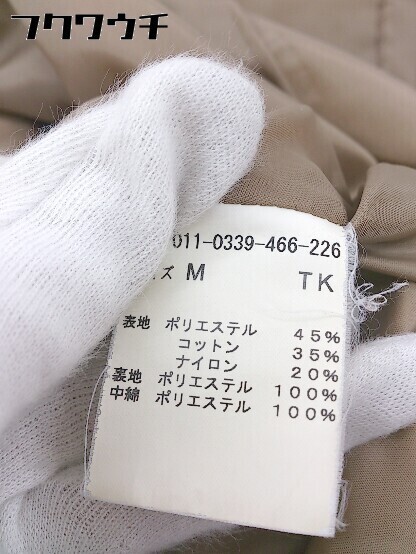 フクワウチ
011-0339-466-226
ズ M TK
表地 ポリエステル 45%
コットン 35%
ナイロン 20%
裏地 ポリエステル 100%
中綿 ポリエステル 100%